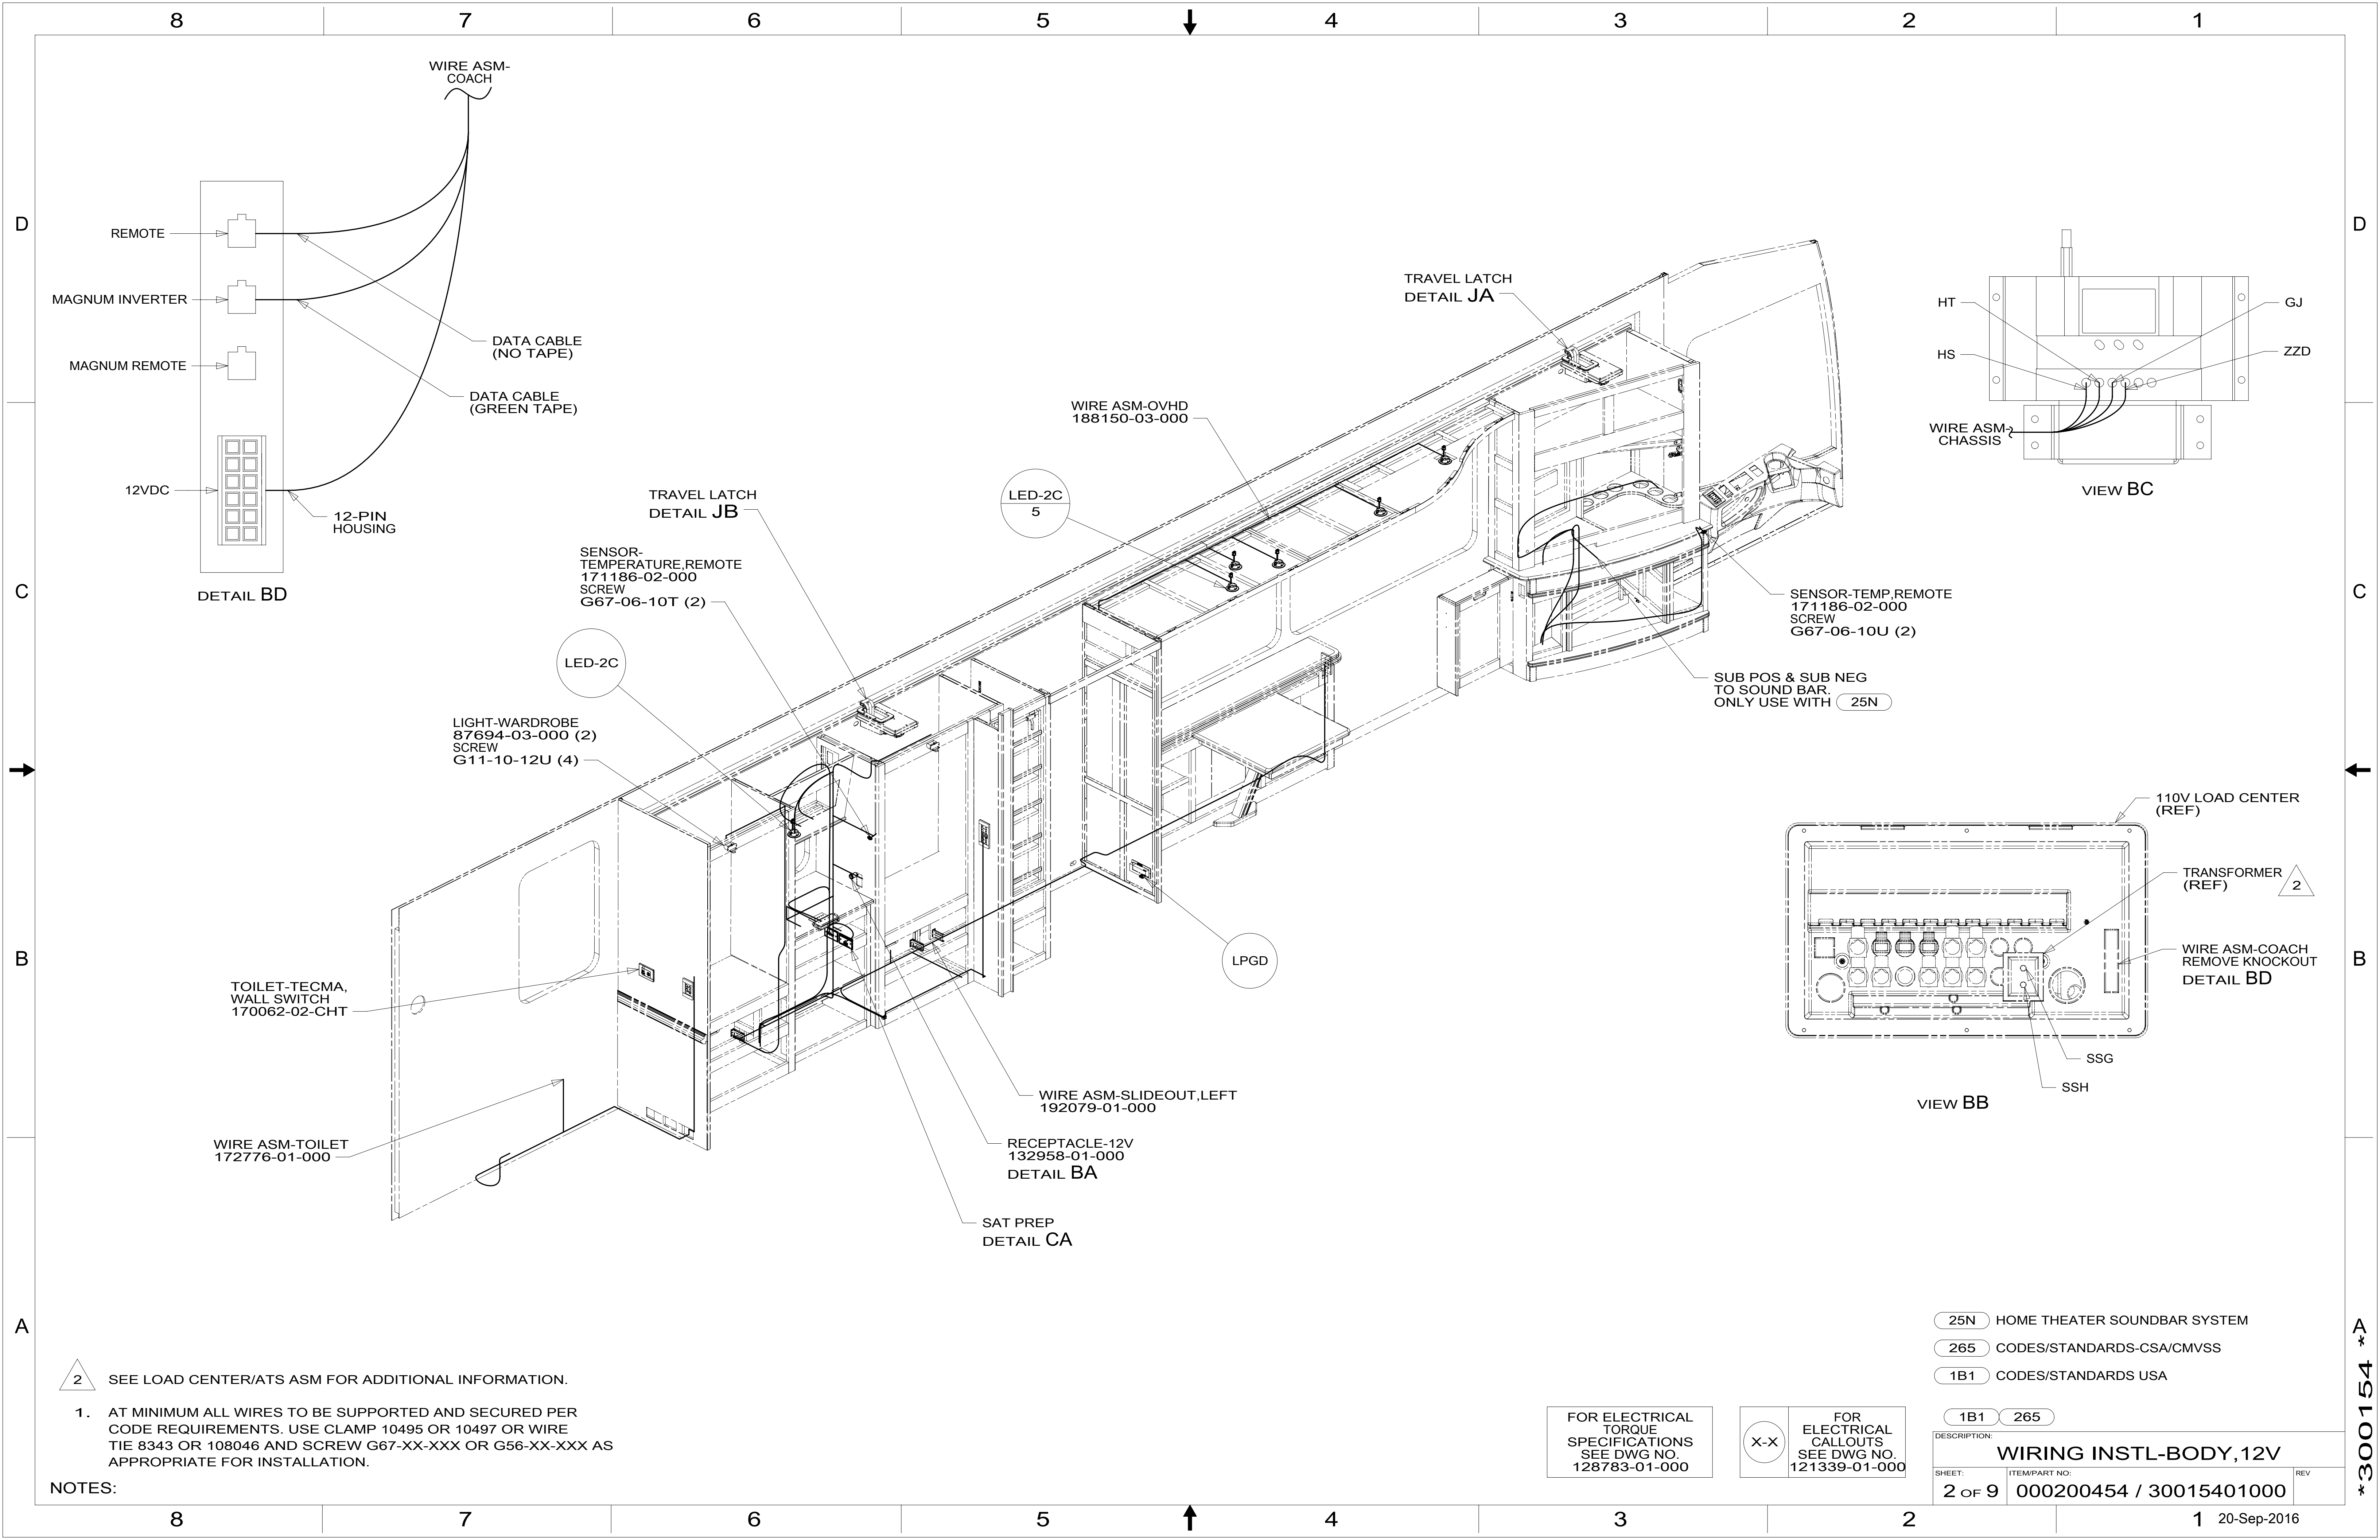 8 7 6 5 4 3 2 1
D
C
B
A
WIRE ASM-
COACH
REMOTE
MAGNUM INVERTER
MAGNUM REMOTE
12VDC
DATA CABLE
(NO TAPE)
DATA CABLE
(GREEN TAPE)
12-PIN
HOUSING
DETAIL BD
TRAVEL LATCH
DETAIL JA
WIRE ASM-OVHD
188150-03-000
LED-2C
5
TRAVEL LATCH
DETAIL JB
SENSOR-
TEMPERATURE,REMOTE
171186-02-000
SCREW
G67-06-10T (2)
LED-2C
LIGHT-WARDROBE
87694-03-000 (2)
SCREW
G11-10-12U (4)
TOILET-TECMA,
WALL SWITCH
170062-02-CHT
WIRE ASM-TOILET
172776-01-000
SENSOR-TEMP,REMOTE
171186-02-000
SCREW
G67-06-10U (2)
SUB POS & SUB NEG
TO SOUND BAR.
ONLY USE WITH 25N
LPGD
WIRE ASM-SLIDEOUT,LEFT
192079-01-000
RECEPTACLE-12V
132958-01-000
DETAIL BA
SAT PREP
DETAIL CA
HT
HS
GJ
ZZD
WIRE ASM-
CHASSIS
VIEW BC
110V LOAD CENTER
(REF)
TRANSFORMER
(REF)
2
WIRE ASM-COACH
REMOVE KNOCKOUT
DETAIL BD
SSG
SSH
VIEW BB
D
C
B
A
2 SEE LOAD CENTER/ATS ASM FOR ADDITIONAL INFORMATION.
1. AT MINIMUM ALL WIRES TO BE SUPPORTED AND SECURED PER
CODE REQUIREMENTS. USE CLAMP 10495 OR 10497 OR WIRE
TIE 8343 OR 108046 AND SCREW G67-XX-XXX OR G56-XX-XXX AS
APPROPRIATE FOR INSTALLATION.
NOTES:
25N HOME THEATER SOUNDBAR SYSTEM
265 CODES/STANDARDS-CSA/CMVSS
1B1 CODES/STANDARDS USA
1B1 265
FOR ELECTRICAL
TORQUE
SPECIFICATIONS
SEE DWG NO.
128783-01-000
X-X
FOR
ELECTRICAL
CALLOUTS
SEE DWG NO.
121339-01-000
DESCRIPTION:
WIRING INSTL-BODY,12V
SHEET:
2 OF 9
ITEM/PART NO:
000200454 / 30015401000
REV
*300154 *
8 7 6 5 4 3 2 1
20-Sep-2016